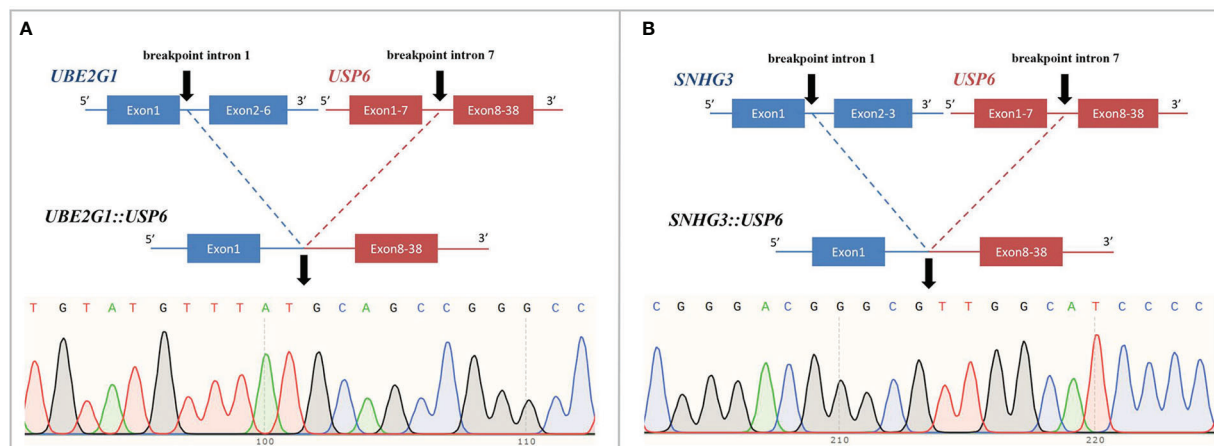 A
breakpoint intron 1
breakpoint intron 7
UBE2G1
USP6
5’ Exon1 Exon2-6 3’
5’ Exon1-7 Exon8-38 3’
UBE2G1::USP6
5’ Exon1 Exon8-38 3’
T G T A T G T T T A T G C A G C C G G G C C
100 110
B
breakpoint intron 1
breakpoint intron 7
SNHG3
USP6
5’ Exon1 Exon2-3 3’
5’ Exon1-7 Exon8-38 3’
SNHG3::USP6
5’ Exon1 Exon8-38 3’
C G G G A C G G G C G T T G G C A T C C C C
210 220